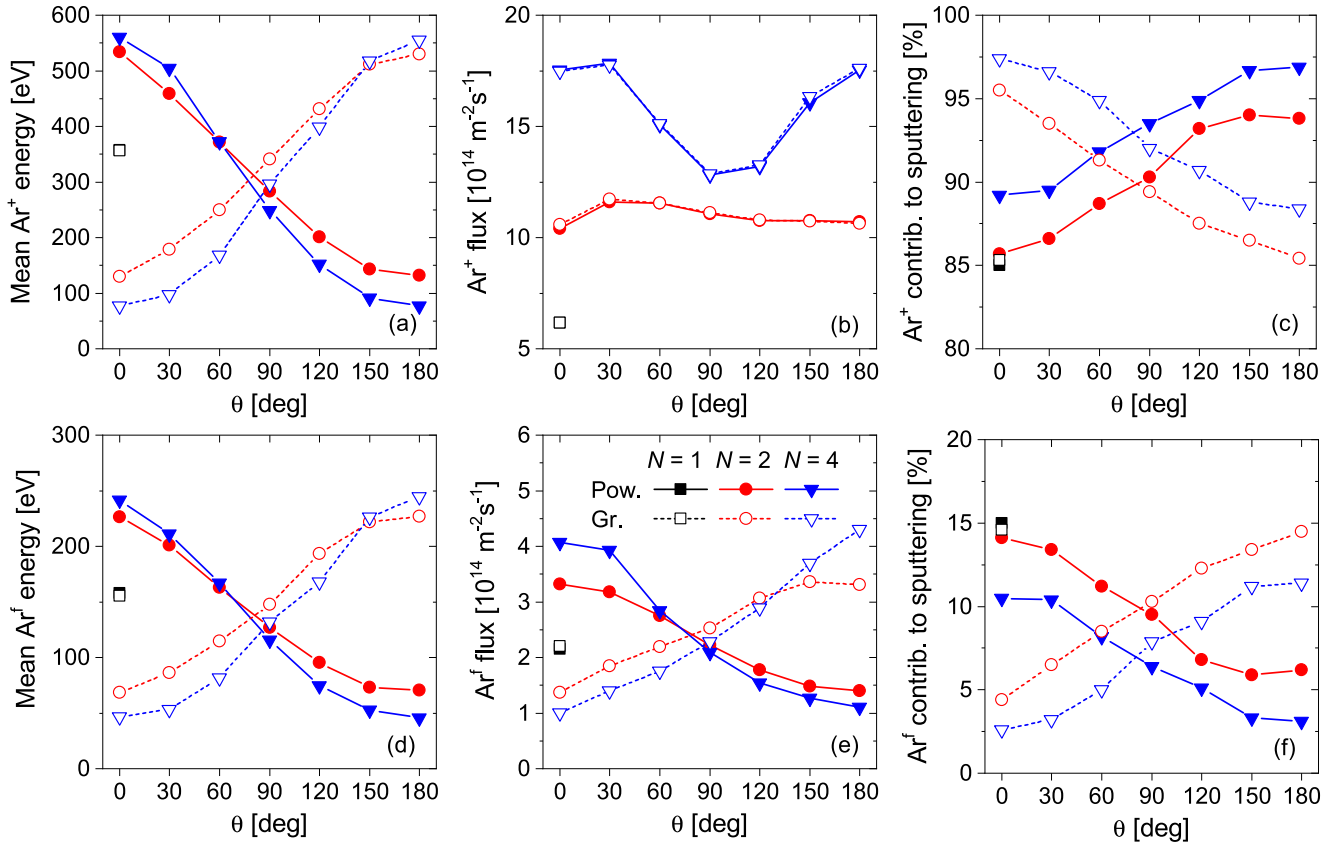 600
500
400
300
200
100
0
Mean Ar⁺ energy [eV]
0 30 60 90 120 150 180
θ [deg]
(a)
20
15
10
5
Ar⁺ flux [10¹⁴ m⁻²s⁻¹]
0 30 60 90 120 150 180
θ [deg]
(b)
100
95
90
85
80
Ar⁺ contrib. to sputtering [%]
0 30 60 90 120 150 180
θ [deg]
(c)
300
200
100
0
Mean Arᶠ energy [eV]
0 30 60 90 120 150 180
θ [deg]
(d)
6
5
4
3
2
1
0
Arᶠ flux [10¹⁴ m⁻²s⁻¹]
N = 1 N = 2 N = 4
Pow.
Gr.
0 30 60 90 120 150 180
θ [deg]
(e)
20
15
10
5
0
Arᶠ contrib. to sputtering [%]
0 30 60 90 120 150 180
θ [deg]
(f)